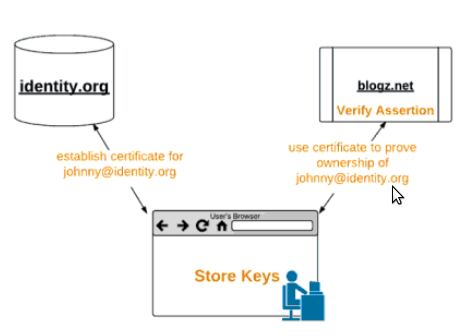 identity.org
blogz.net
Verify Assertion
establish certificate for
johnny@identity.org
use certificate to prove
ownership of
johnny@identity.org
User's Browser
Store Keys